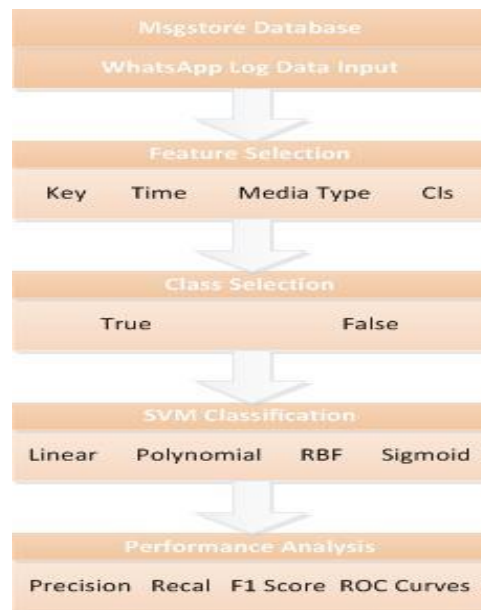 Msgstore Database
WhatsApp Log Data Input
Feature Selection
Key Time Media Type Cls
Class Selection
True False
SVM Classification
Linear Polynomial RBF Sigmoid
Performance Analysis
Precision Recal F1 Score ROC Curves